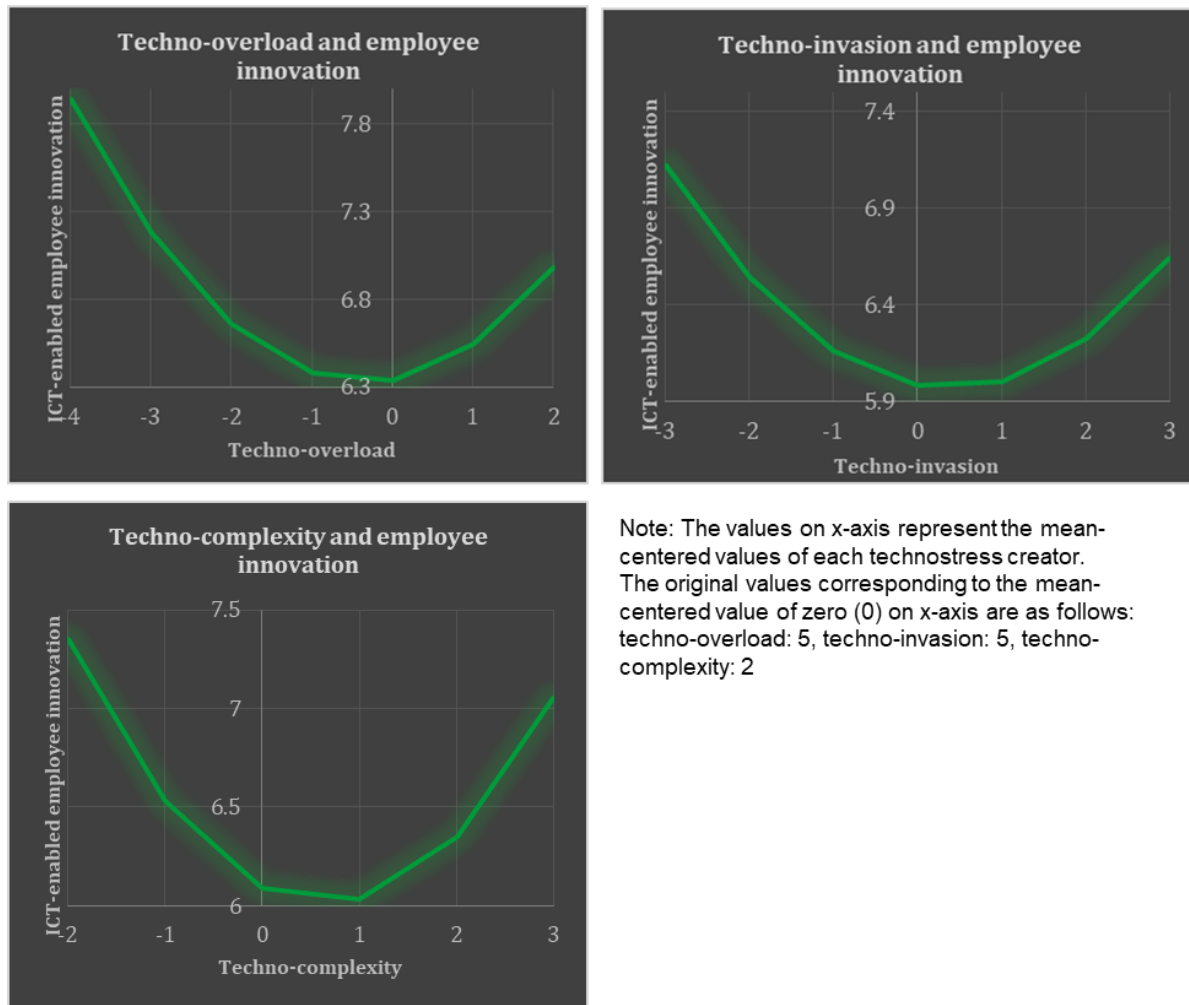 Techno-overload and employee
innovation
ICT-enabled employee innovation
7.8
7.3
6.8
6.3
-4 -3 -2 -1 0 1 2
Techno-overload
Techno-invasion and employee
innovation
ICT-enabled employee innovation
7.4
6.9
6.4
5.9
-3 -2 -1 0 1 2 3
Techno-invasion
Techno-complexity and employee
innovation
ICT-enabled employee innovation
7.5
7
6.5
6
-2 -1 0 1 2 3
Techno-complexity
Note: The values on x-axis represent the mean-
centered values of each technostress creator.
The original values corresponding to the mean-
centered value of zero (0) on x-axis are as follows:
techno-overload: 5, techno-invasion: 5, techno-
complexity: 2